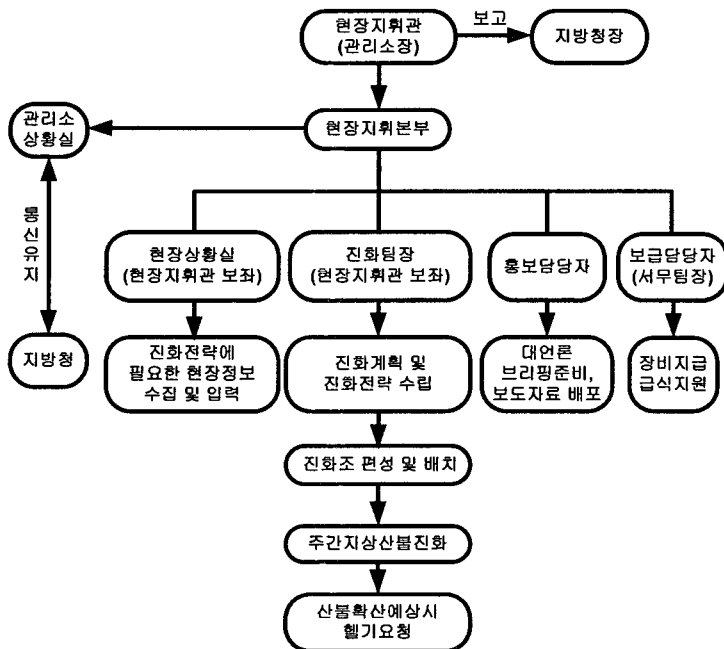 현장지휘관
(관리소장)
보고
지방청장
관리소
상황실
현장지휘본부
통신유지
현장상황실
(현장지휘관 보좌)
진화팀장
(현장지휘관 보좌)
홍보담당자
보급담당자
(서무팀장)
지방청
진화전략에
필요한 현장정보
수집 및 입력
진화계획 및
진화전략 수립
대언론
브리핑준비,
보도자료 배포
장비지급
급식지원
진화조 편성 및 배치
주간지상산불진화
산불확산예상시
헬기요청